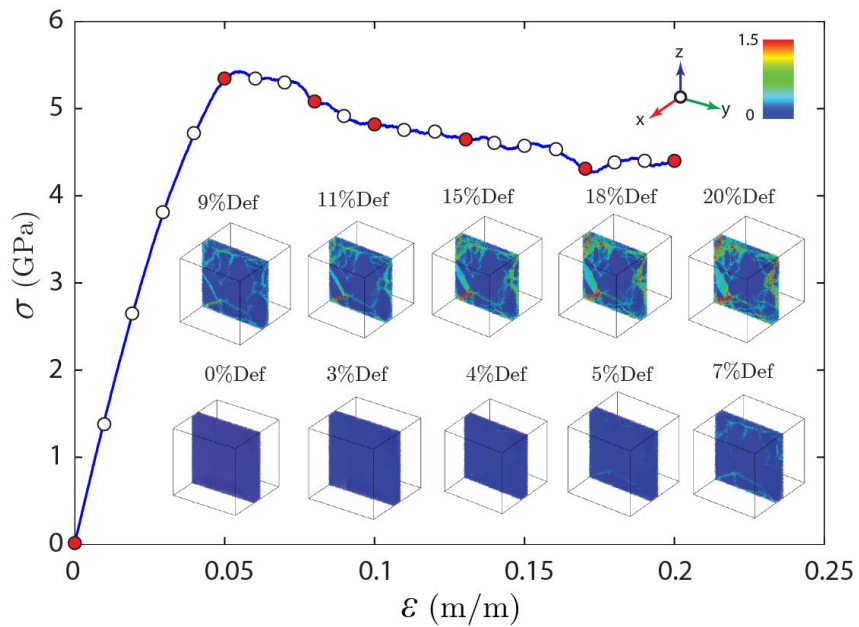 6
5
4
3
2
1
0
σ (GPa)
1.5
0
z
x
y
9%Def
11%Def
15%Def
18%Def
20%Def
0%Def
3%Def
4%Def
5%Def
7%Def
0
0.05
0.1
0.15
0.2
0.25
ε (m/m)